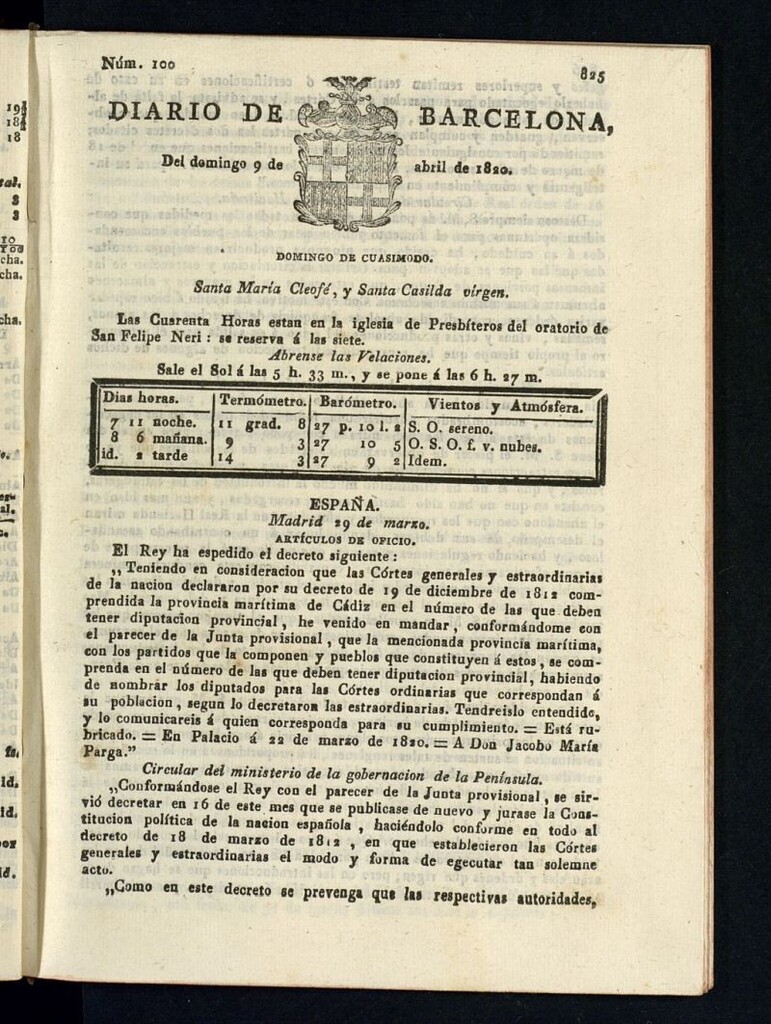 Núm. 100
825
DIARIO DE BARCELONA,
Del domingo 9 de abril de 1820.
DOMINGO DE CUASIMODO.
Santa María Cleofé, y Santa Casilda virgen.
Las Cuarenta Horas estan en la iglesia de Presbíteros del oratorio de
San Felipe Neri : se reserva á las siete.
Abrense las Velaciones.
Sale el Sol á las 5 h. 33 m., y se pone á las 6 h. 27 m.
Dias horas. Termómetro. Barómetro. Vientos y Atmósfera.
7 11 noche. 11 grad. 8 27 p. 10 l. 2 S. O. sereno.
8 6 mañana. 9 3 27 10 5 O. S. O. f. v. nubes.
id. 2 tarde 14 3 27 9 2 Idem.
ESPAÑA.
Madrid 29 de marzo.
ARTÍCULOS DE OFICIO.
El Rey ha espedido el decreto siguiente :
„Teniendo en consideracion que las Córtes generales y estraordinarias
de la nacion declararon por su decreto de 19 de diciembre de 1812 com-
prendida la provincia marítima de Cádiz en el número de las que deben
tener diputacion provincial, he venido en mandar, conformándome con
el parecer de la Junta provisional, que la mencionada provincia marítima,
con los partidos que la componen y pueblos que constituyen á estos, se com-
prenda en el número de las que deben tener diputacion provincial, habiendo
de nombrar los diputados para las Córtes ordinarias que correspondan á
su poblacion, segun lo decretaron las estraordinarias. Tendreislo entendido,
y lo comunicareis á quien corresponda para su cumplimiento. = Está ru-
bricado. = En Palacio á 22 de marzo de 1820. = A Don Jacobo María
Parga.”
Circular del ministerio de la gobernacion de la Península.
„Conformándose el Rey con el parecer de la Junta provisional, se sir-
vió decretar en 16 de este mes que se publicase de nuevo y jurase la Cons-
titucion política de la nacion española, haciéndolo conforme en todo al
decreto de 18 de marzo de 1812, en que establecieron las Córtes
generales y estraordinarias el modo y forma de egecutar tan solemne
acto.
„Como en este decreto se prevenga que las respectivas autoridades,